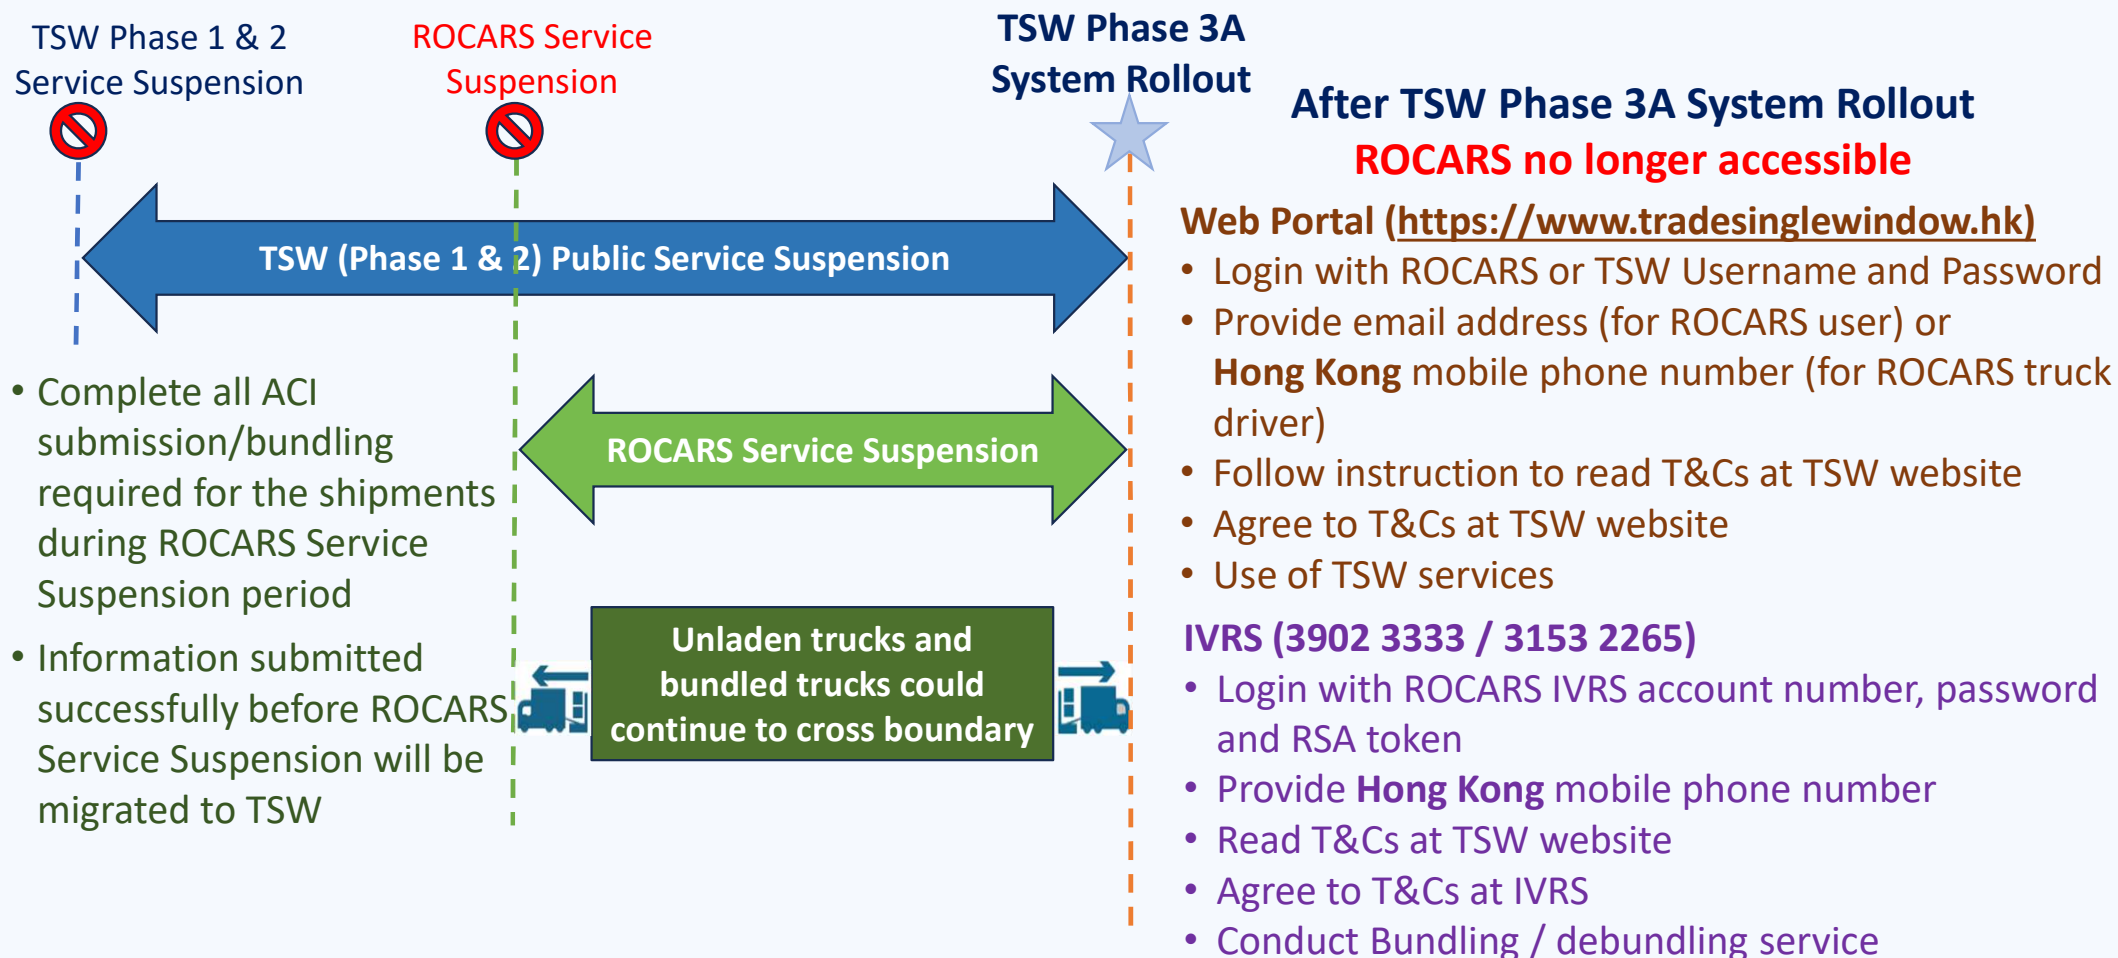 TSW Phase 1 & 2
Service Suspension
ROCARS Service
Suspension
TSW Phase 3A
System Rollout
TSW (Phase 1 & 2) Public Service Suspension
ROCARS Service Suspension
• Complete all ACI
submission/bundling
required for the shipments
during ROCARS Service
Suspension period
• Information submitted
successfully before ROCARS
Service Suspension will be
migrated to TSW
Unladen trucks and
bundled trucks could
continue to cross boundary
After TSW Phase 3A System Rollout
ROCARS no longer accessible
Web Portal (https://www.tradesinglewindow.hk)
• Login with ROCARS or TSW Username and Password
• Provide email address (for ROCARS user) or
Hong Kong mobile phone number (for ROCARS truck
driver)
• Follow instruction to read T&Cs at TSW website
• Agree to T&Cs at TSW website
• Use of TSW services
IVRS (3902 3333 / 3153 2265)
• Login with ROCARS IVRS account number, password
and RSA token
• Provide Hong Kong mobile phone number
• Read T&Cs at TSW website
• Agree to T&Cs at IVRS
• Conduct Bundling / debundling service